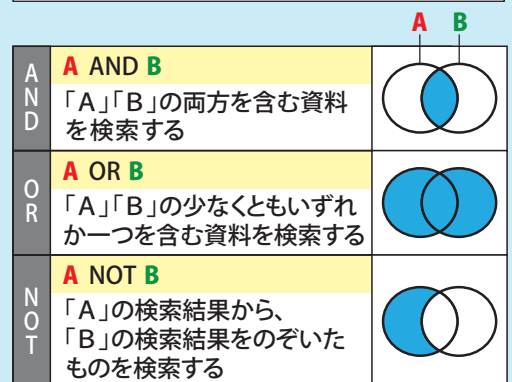 A B
AND
A AND B
「A」「B」の両方を含む資料
を検索する
OR
A OR B
「A」「B」の少なくともいずれ
か一つを含む資料を検索する
NOT
A NOT B
「A」の検索結果から、
「B」の検索結果をのぞいた
ものを検索する